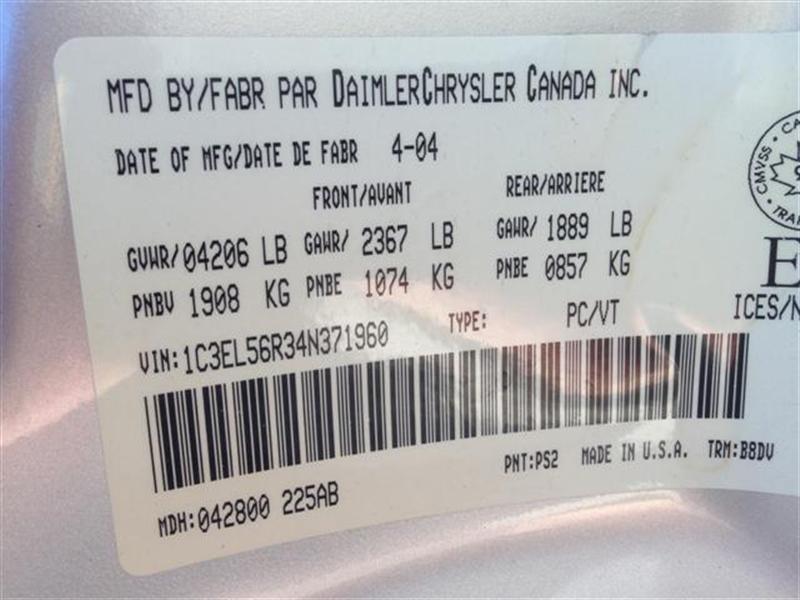 MFD BY/FABR PAR DAIMLERCHRYSLER CANADA INC.
DATE OF MFG/DATE DE FABR 4-04
FRONT/AVANT REAR/ARRIERE
GVWR/04206 LB GAWR/ 2367 LB GAWR/ 1889 LB
PNBV 1908 KG PNBE 1074 KG PNBE 0857 KG
VIN:1C3EL56R34N371960 TYPE: PC/VT
PNT:PS2 MADE IN U.S.A. TRM:B8DV
MDH:042800 225AB
CMVSS
ICES/N